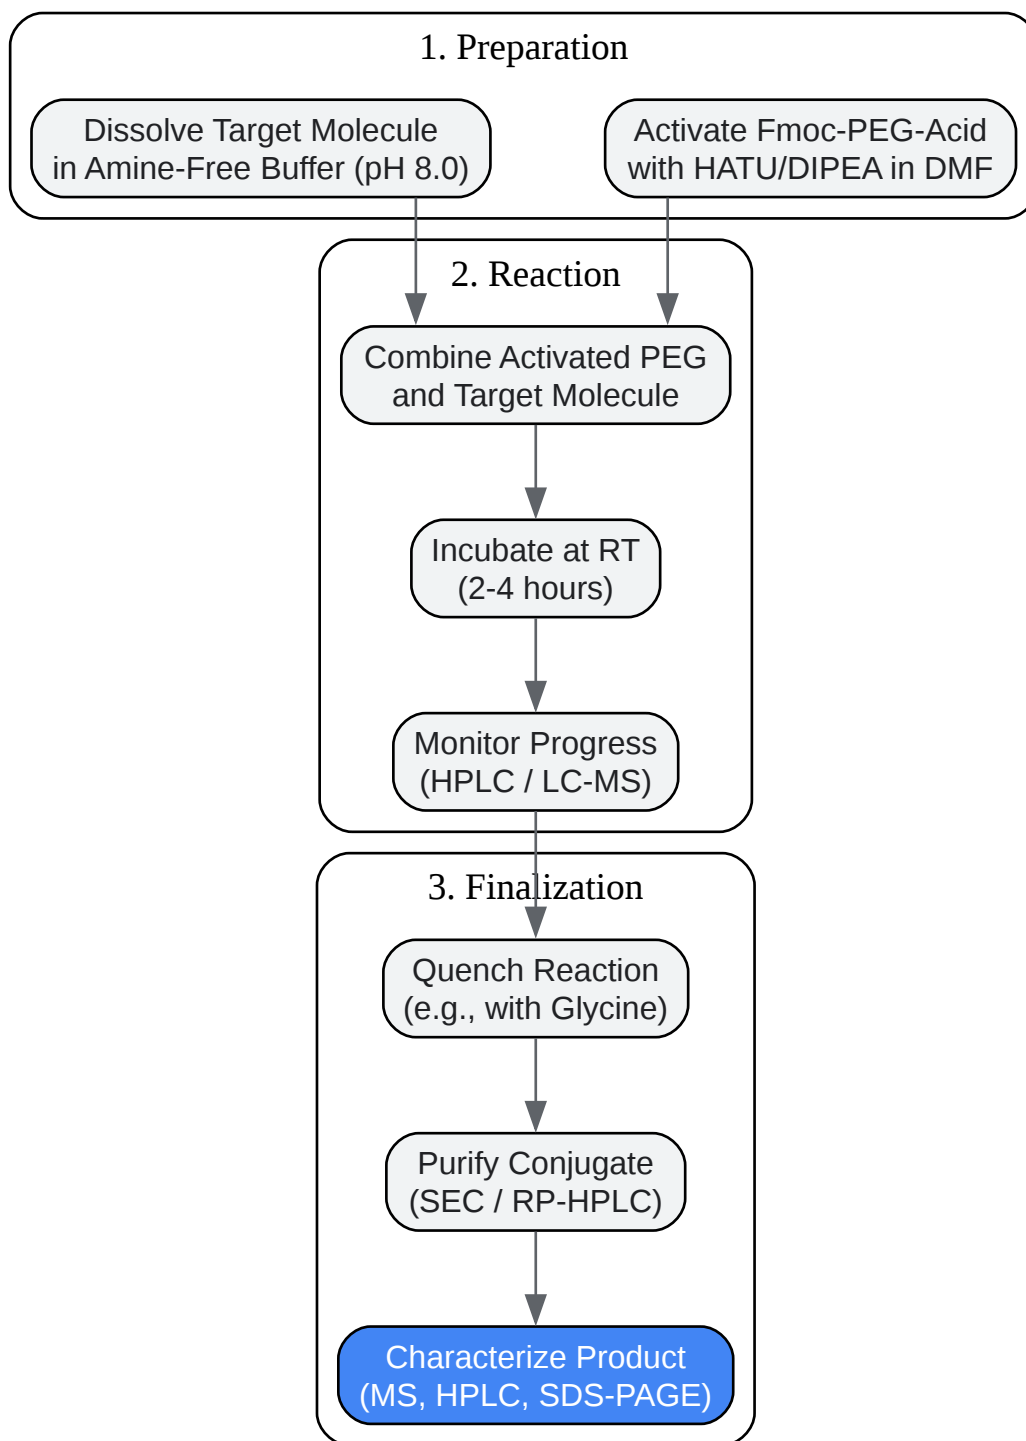 1. Preparation
Dissolve Target Molecule
in Amine-Free Buffer (pH 8.0)
Activate Fmoc-PEG-Acid
with HATU/DIPEA in DMF
2. Reaction
Combine Activated PEG
and Target Molecule
Incubate at RT
(2-4 hours)
Monitor Progress
(HPLC / LC-MS)
3. Finalization
Quench Reaction
(e.g., with Glycine)
Purify Conjugate
(SEC / RP-HPLC)
Characterize Product
(MS, HPLC, SDS-PAGE)